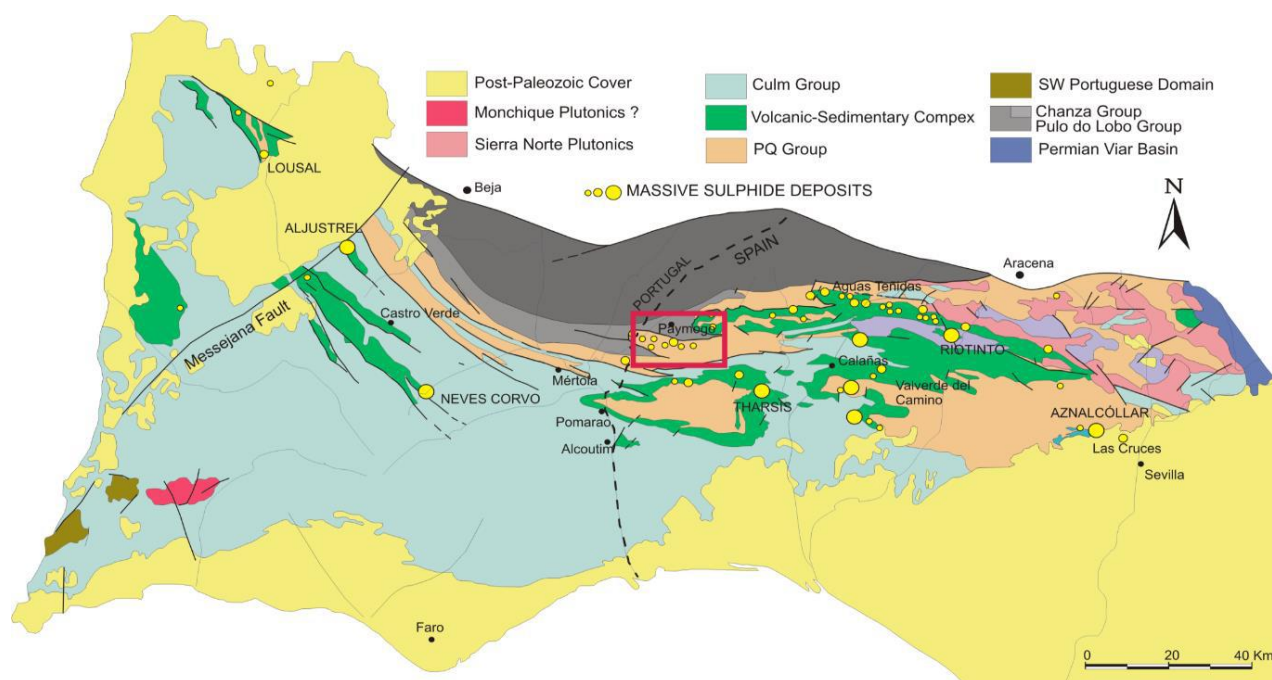 Post-Paleozoic Cover
Monchique Plutonics ?
Sierra Norte Plutonics
Culm Group
Volcanic-Sedimentary Compex
PQ Group
SW Portuguese Domain
Chanza Group
Pulo do Lobo Group
Permian Viar Basin
MASSIVE SULPHIDE DEPOSITS
N
LOUSAL
Beja
ALJUSTREL
PORTUGAL
SPAIN
Aracena
Aguas Teñidas
Messejana Fault
Castro Verde
Paymogo
RIOTINTO
Mértola
Calañas
NEVES CORVO
THARSIS
Valverde del
Camino
Pomarao
AZNALCÓLLAR
Alcoutim
Las Cruces
Sevilla
Faro
0 20 40 Km